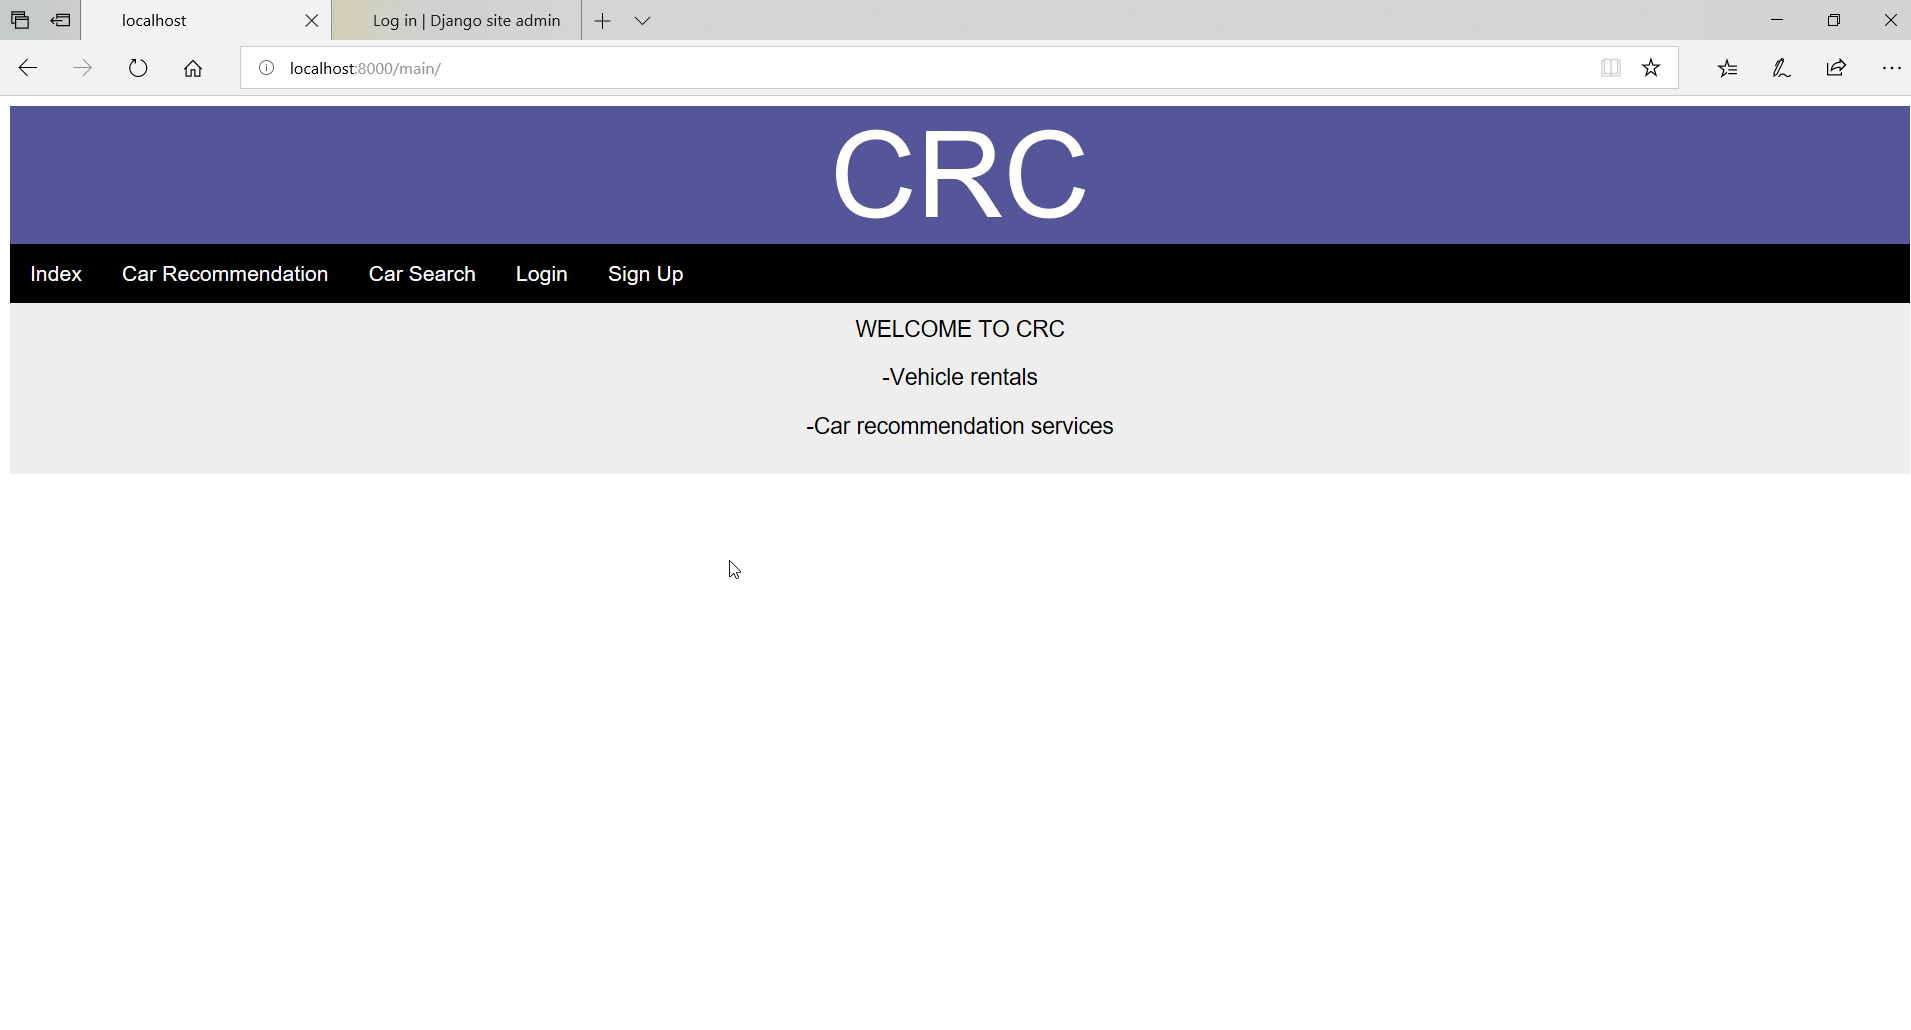 localhost
Log in | Django site admin
localhost:8000/main/
CRC
Index Car Recommendation Car Search Login Sign Up
WELCOME TO CRC
-Vehicle rentals
-Car recommendation services